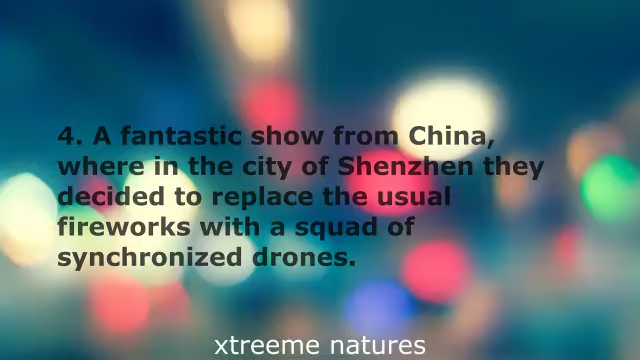 4. A fantastic show from China,
where in the city of Shenzhen they
decided to replace the usual
fireworks with a squad of
synchronized drones.
xtreeme natures